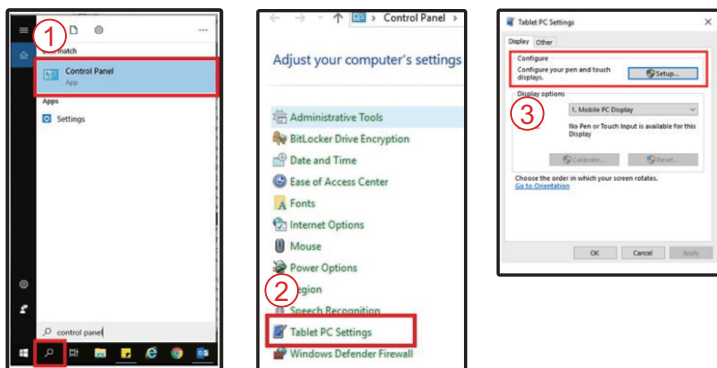 1
match
Control Panel
App
Apps
Settings
control panel
Control Panel
Adjust your computer's settings
Administrative Tools
BitLocker Drive Encryption
Date and Time
Ease of Access Center
Fonts
Internet Options
Mouse
Power Options
2
egion
Speech Recognition
Tablet PC Settings
Windows Defender Firewall
Tablet PC Settings
Display Other
Configure
Configure your pen and touch
displays.
Setup...
Display options
3
1. Mobile PC Display
No Pen or Touch Input is available for this
Display
Calibrate... Reset...
Choose the order in which your screen rotates.
Go to Orientation
OK Cancel Apply